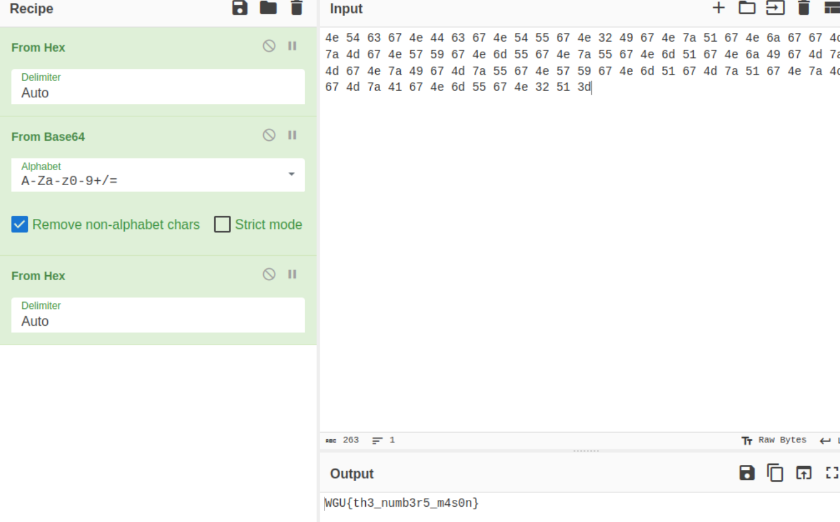 Recipe
From Hex
Delimiter
Auto
From Base64
Alphabet
A-Za-z0-9+/=
Remove non-alphabet chars
Strict mode
From Hex
Delimiter
Auto
Input
4e 54 63 67 4e 44 63 67 4e 54 55 67 4e 32 49 67 4e 7a 51 67 4e 6a 67 67
7a 4d 67 4e 57 59 67 4e 6d 55 67 4e 7a 55 67 4e 6d 51 67 4e 6a 49 67 4d
4d 67 4e 7a 49 67 4d 7a 55 67 4e 57 59 67 4e 6d 51 67 4d 7a 51 67 4e 7a
67 4d 7a 41 67 4e 6d 55 67 4e 32 51 3d
ABC 263 1
Tт Raw Bytes
Output
WGU{th3_numb3r5_m4s0n}